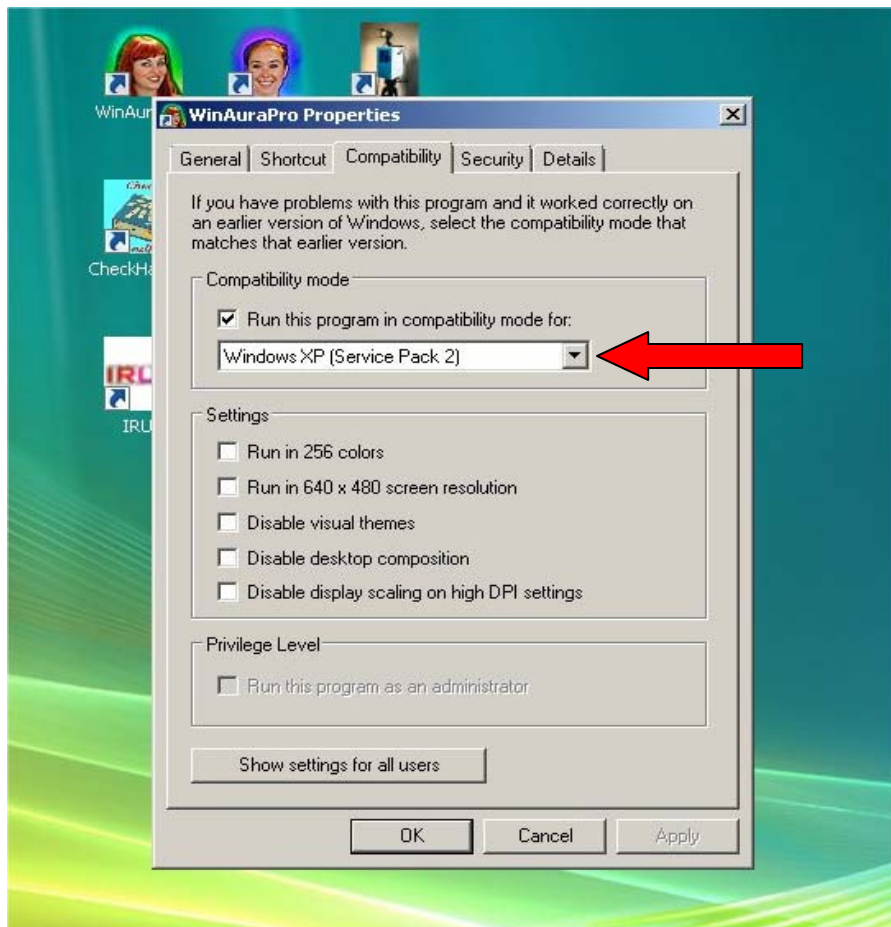 WinAur
WinAuraPro Properties
General Shortcut Compatibility Security Details
If you have problems with this program and it worked correctly on
an earlier version of Windows, select the compatibility mode that
matches that earlier version.
CheckHa
Compatibility mode
Run this program in compatibility mode for:
Windows XP (Service Pack 2)
IRL
IRU
Settings
Run in 256 colors
Run in 640 x 480 screen resolution
Disable visual themes
Disable desktop composition
Disable display scaling on high DPI settings
Privilege Level
Run this program as an administrator
Show settings for all users
OK Cancel Apply